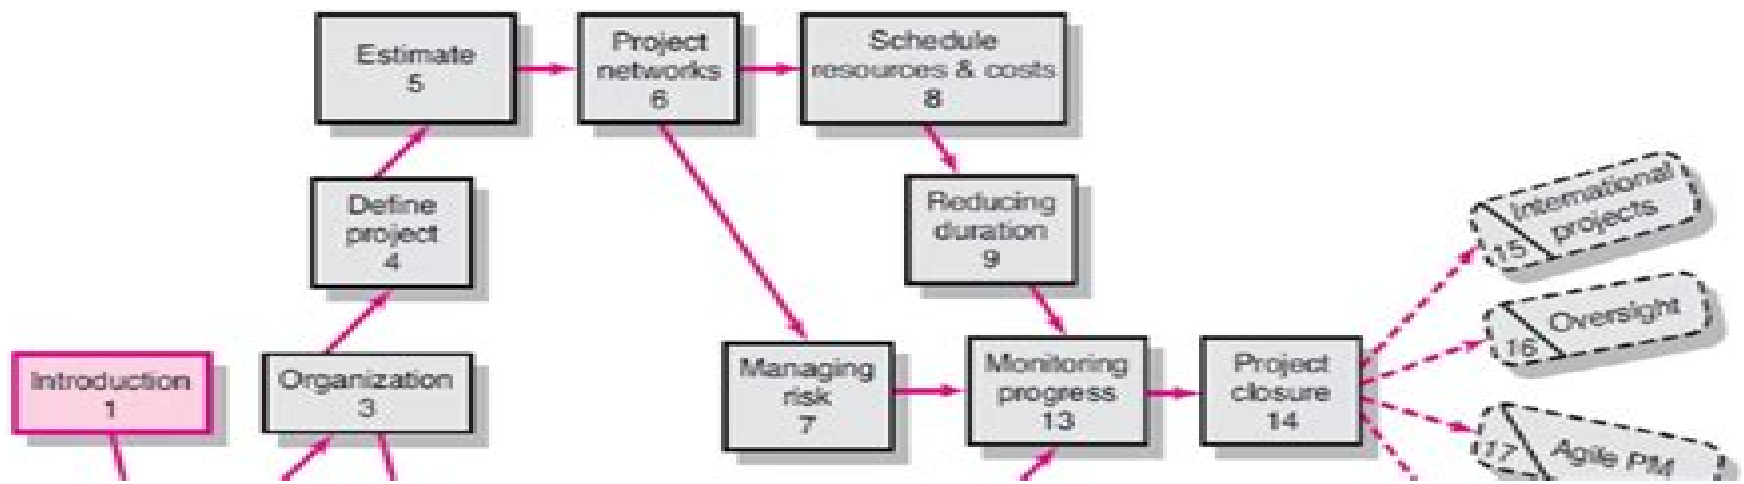 Estimate
5
Project
networks
6
Schedule
resources & costs
8
Define
project
4
Reducing
duration
9
International
projects
15
Oversight
16
Introduction
1
Organization
3
Managing
risk
7
Monitoring
progress
13
Project
closure
14
Agile PM
17